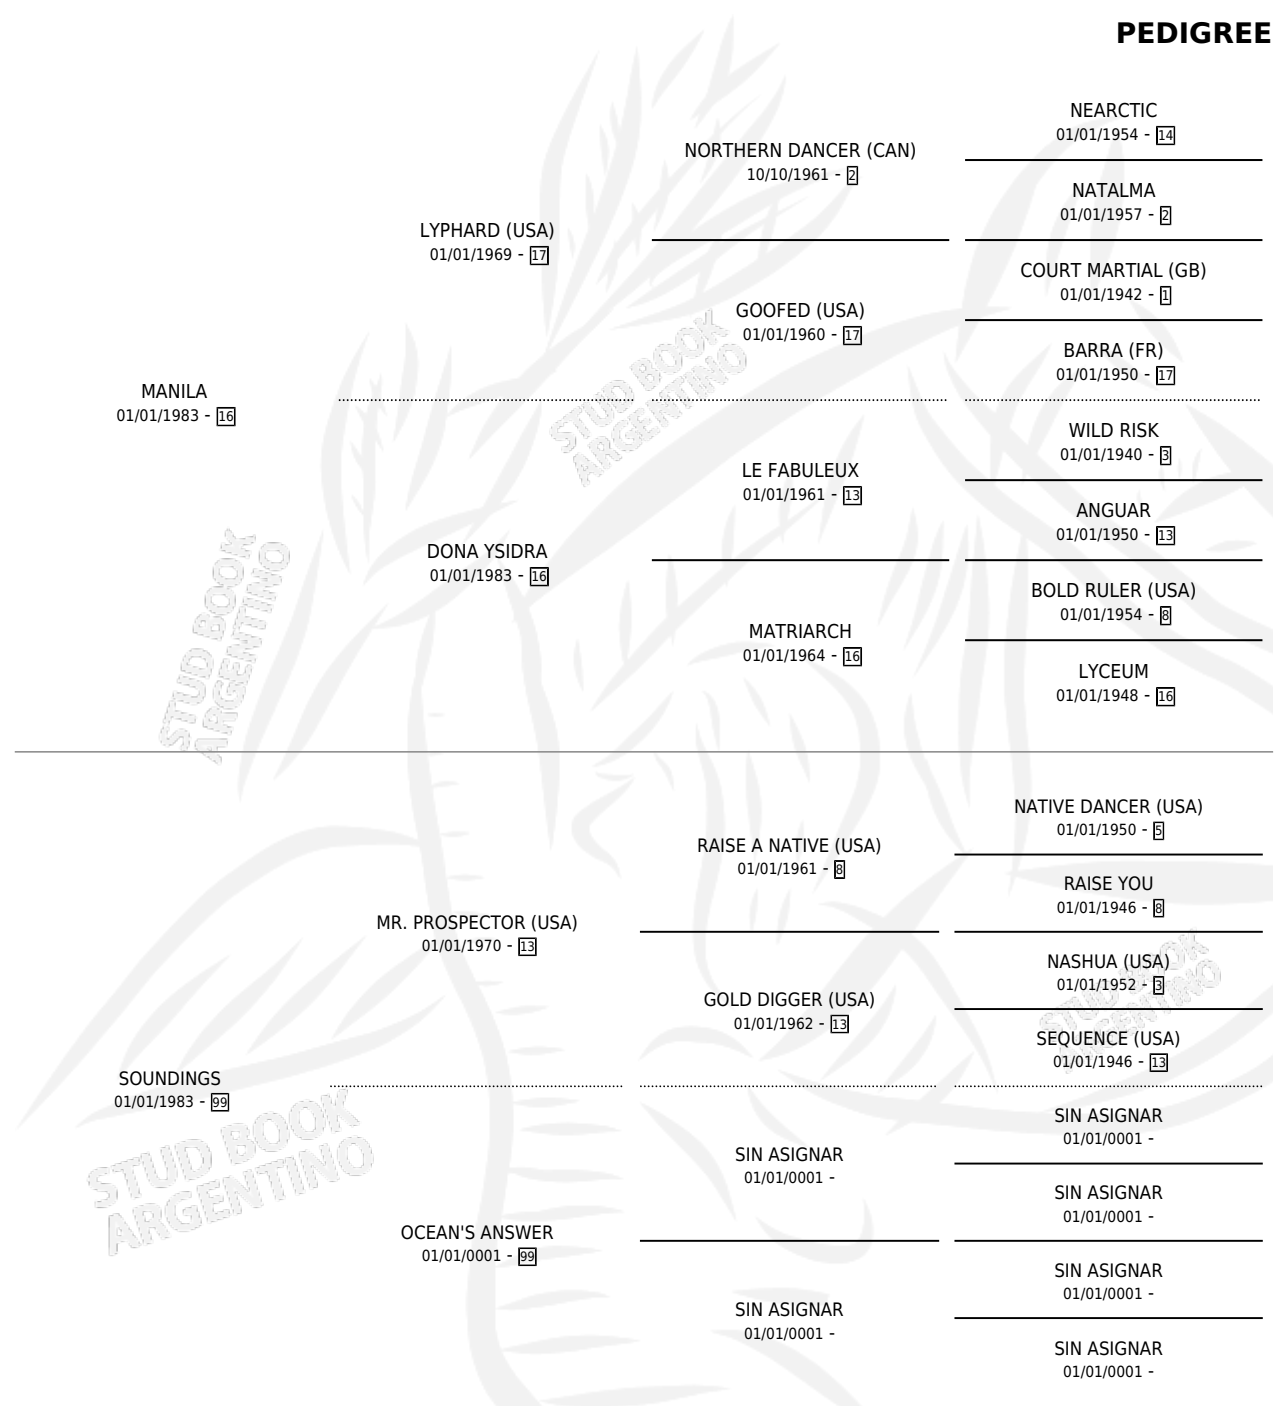 PEDIGREE
NEARCTIC
01/01/1954 - 14
NORTHERN DANCER (CAN)
10/10/1961 - 2
NATALMA
01/01/1957 - 2
LYPHARD (USA)
01/01/1969 - 17
COURT MARTIAL (GB)
01/01/1942 - 1
GOOFED (USA)
01/01/1960 - 17
BARRA (FR)
01/01/1950 - 17
MANILA
01/01/1983 - 16
WILD RISK
01/01/1940 - 3
LE FABULEUX
01/01/1961 - 13
ANGUAR
01/01/1950 - 13
DONA YSIDRA
01/01/1983 - 16
BOLD RULER (USA)
01/01/1954 - 8
MATRIARCH
01/01/1964 - 16
LYCEUM
01/01/1948 - 16
STUD BOOK
ARGENTINO
STUD BOOK
ARGENTINO
NATIVE DANCER (USA)
01/01/1950 - 5
RAISE A NATIVE (USA)
01/01/1961 - 8
RAISE YOU
01/01/1946 - 8
MR. PROSPECTOR (USA)
01/01/1970 - 13
NASHUA (USA)
01/01/1952 - 3
GOLD DIGGER (USA)
01/01/1962 - 13
SEQUENCE (USA)
01/01/1946 - 13
STUD BOOK
ARGENTINO
SOUNDINGS
01/01/1983 - 99
SIN ASIGNAR
01/01/0001 -
SIN ASIGNAR
01/01/0001 -
SIN ASIGNAR
01/01/0001 -
OCEAN'S ANSWER
01/01/0001 - 99
SIN ASIGNAR
01/01/0001 -
SIN ASIGNAR
01/01/0001 -
SIN ASIGNAR
01/01/0001 -
STUD BOOK
ARGENTINO